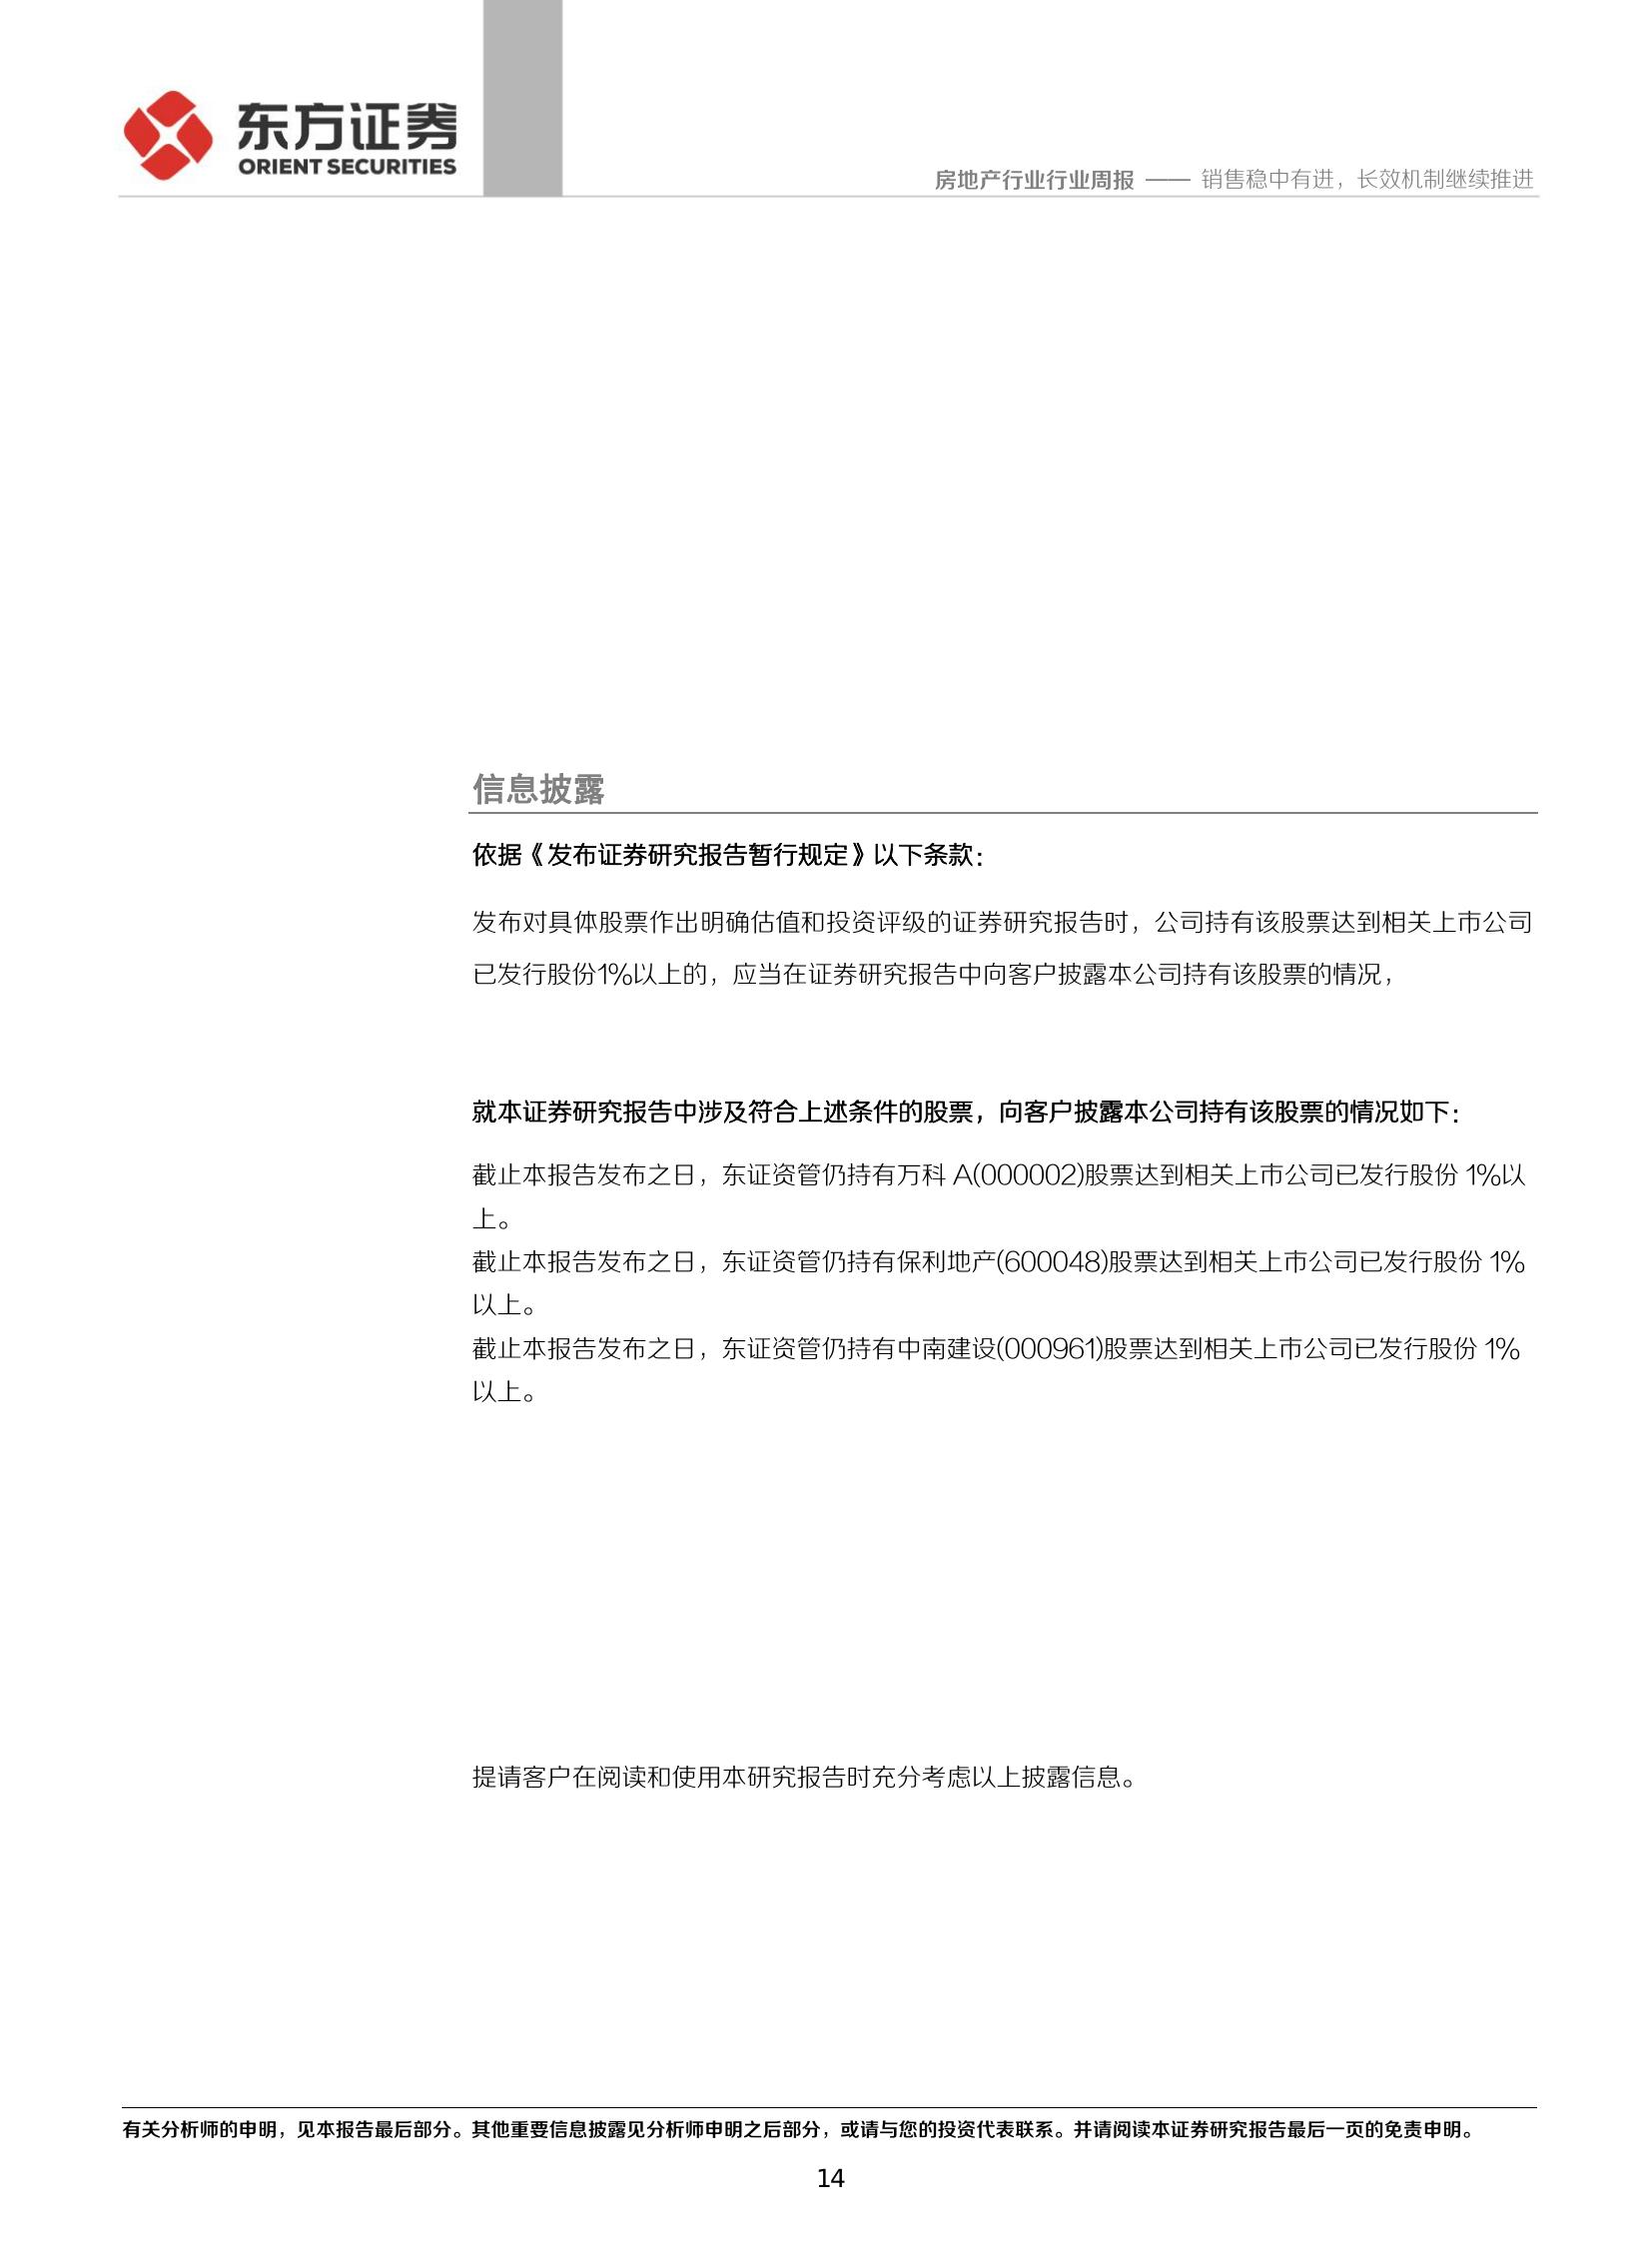 东方证券
ORIENT SECURITIES
房地产行业行业周报 —— 销售稳中有进，长效机制继续推进
信息披露
依据《发布证券研究报告暂行规定》以下条款：
发布对具体股票作出明确估值和投资评级的证券研究报告时，公司持有该股票达到相关上市公司
已发行股份1%以上的，应当在证券研究报告中向客户披露本公司持有该股票的情况，
就本证券研究报告中涉及符合上述条件的股票，向客户披露本公司持有该股票的情况如下：
截止本报告发布之日，东证资管仍持有万科 A(000002)股票达到相关上市公司已发行股份 1%以
上。
截止本报告发布之日，东证资管仍持有保利地产(600048)股票达到相关上市公司已发行股份 1%
以上。
截止本报告发布之日，东证资管仍持有中南建设(000961)股票达到相关上市公司已发行股份 1%
以上。
提请客户在阅读和使用本研究报告时充分考虑以上披露信息。
有关分析师的申明，见本报告最后部分。其他重要信息披露见分析师申明之后部分，或请与您的投资代表联系。并请阅读本证券研究报告最后一页的免责申明。
14